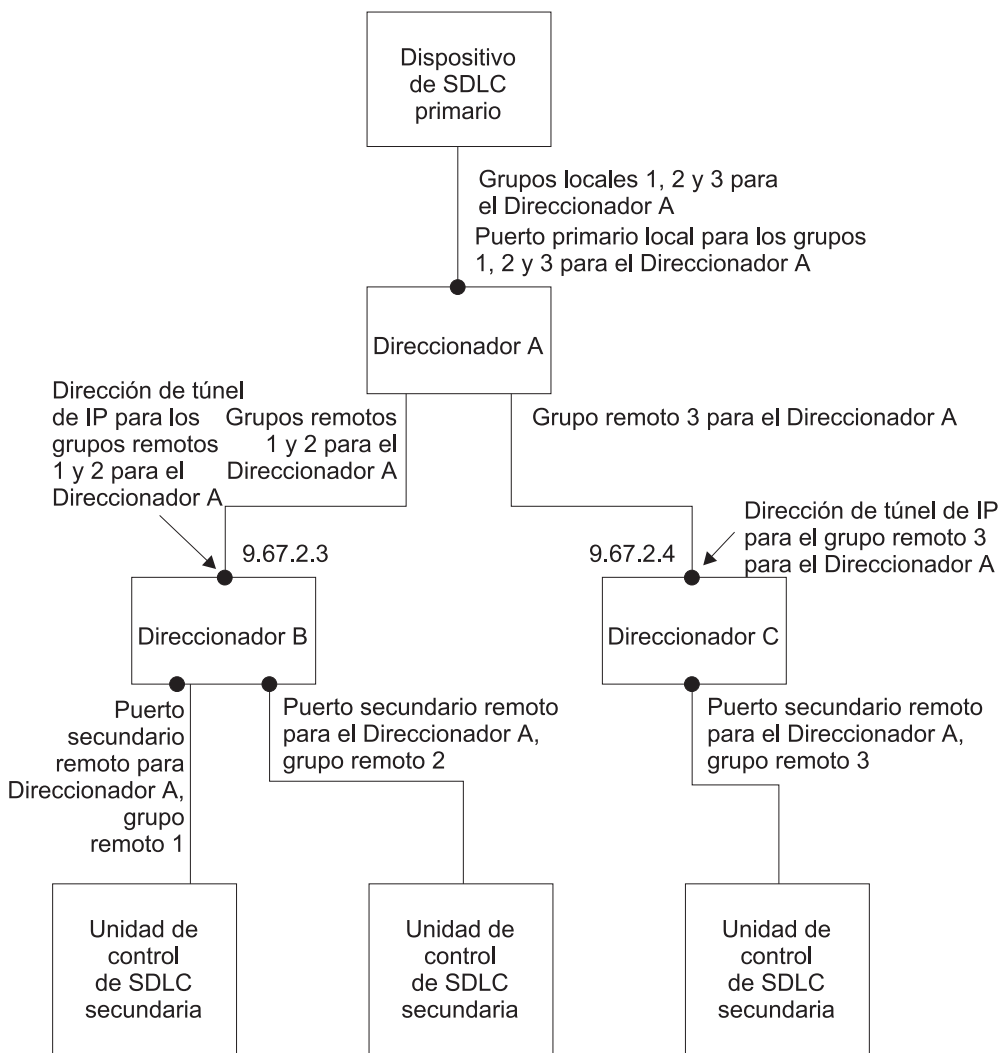 Dispositivo
de SDLC
primario
Grupos locales 1, 2 y 3 para
el Direccionador A
Puerto primario local para los grupos
1, 2 y 3 para el Direccionador A
Direccionador A
Dirección de túnel
de IP para los
grupos remotos
1 y 2 para el
Direccionador A
Grupos remotos
1 y 2 para el
Direccionador A
Grupo remoto 3 para el Direccionador A
Dirección de túnel de IP
para el grupo remoto 3
para el Direccionador A
9.67.2.3
9.67.2.4
Direccionador B
Direccionador C
Puerto
secundario
remoto para
Direccionador A,
grupo
remoto 1
Puerto secundario remoto
para el Direccionador A,
grupo remoto 2
Puerto secundario remoto
para el Direccionador A,
grupo remoto 3
Unidad de
control
de SDLC
secundaria
Unidad de
control
de SDLC
secundaria
Unidad de
control
de SDLC
secundaria